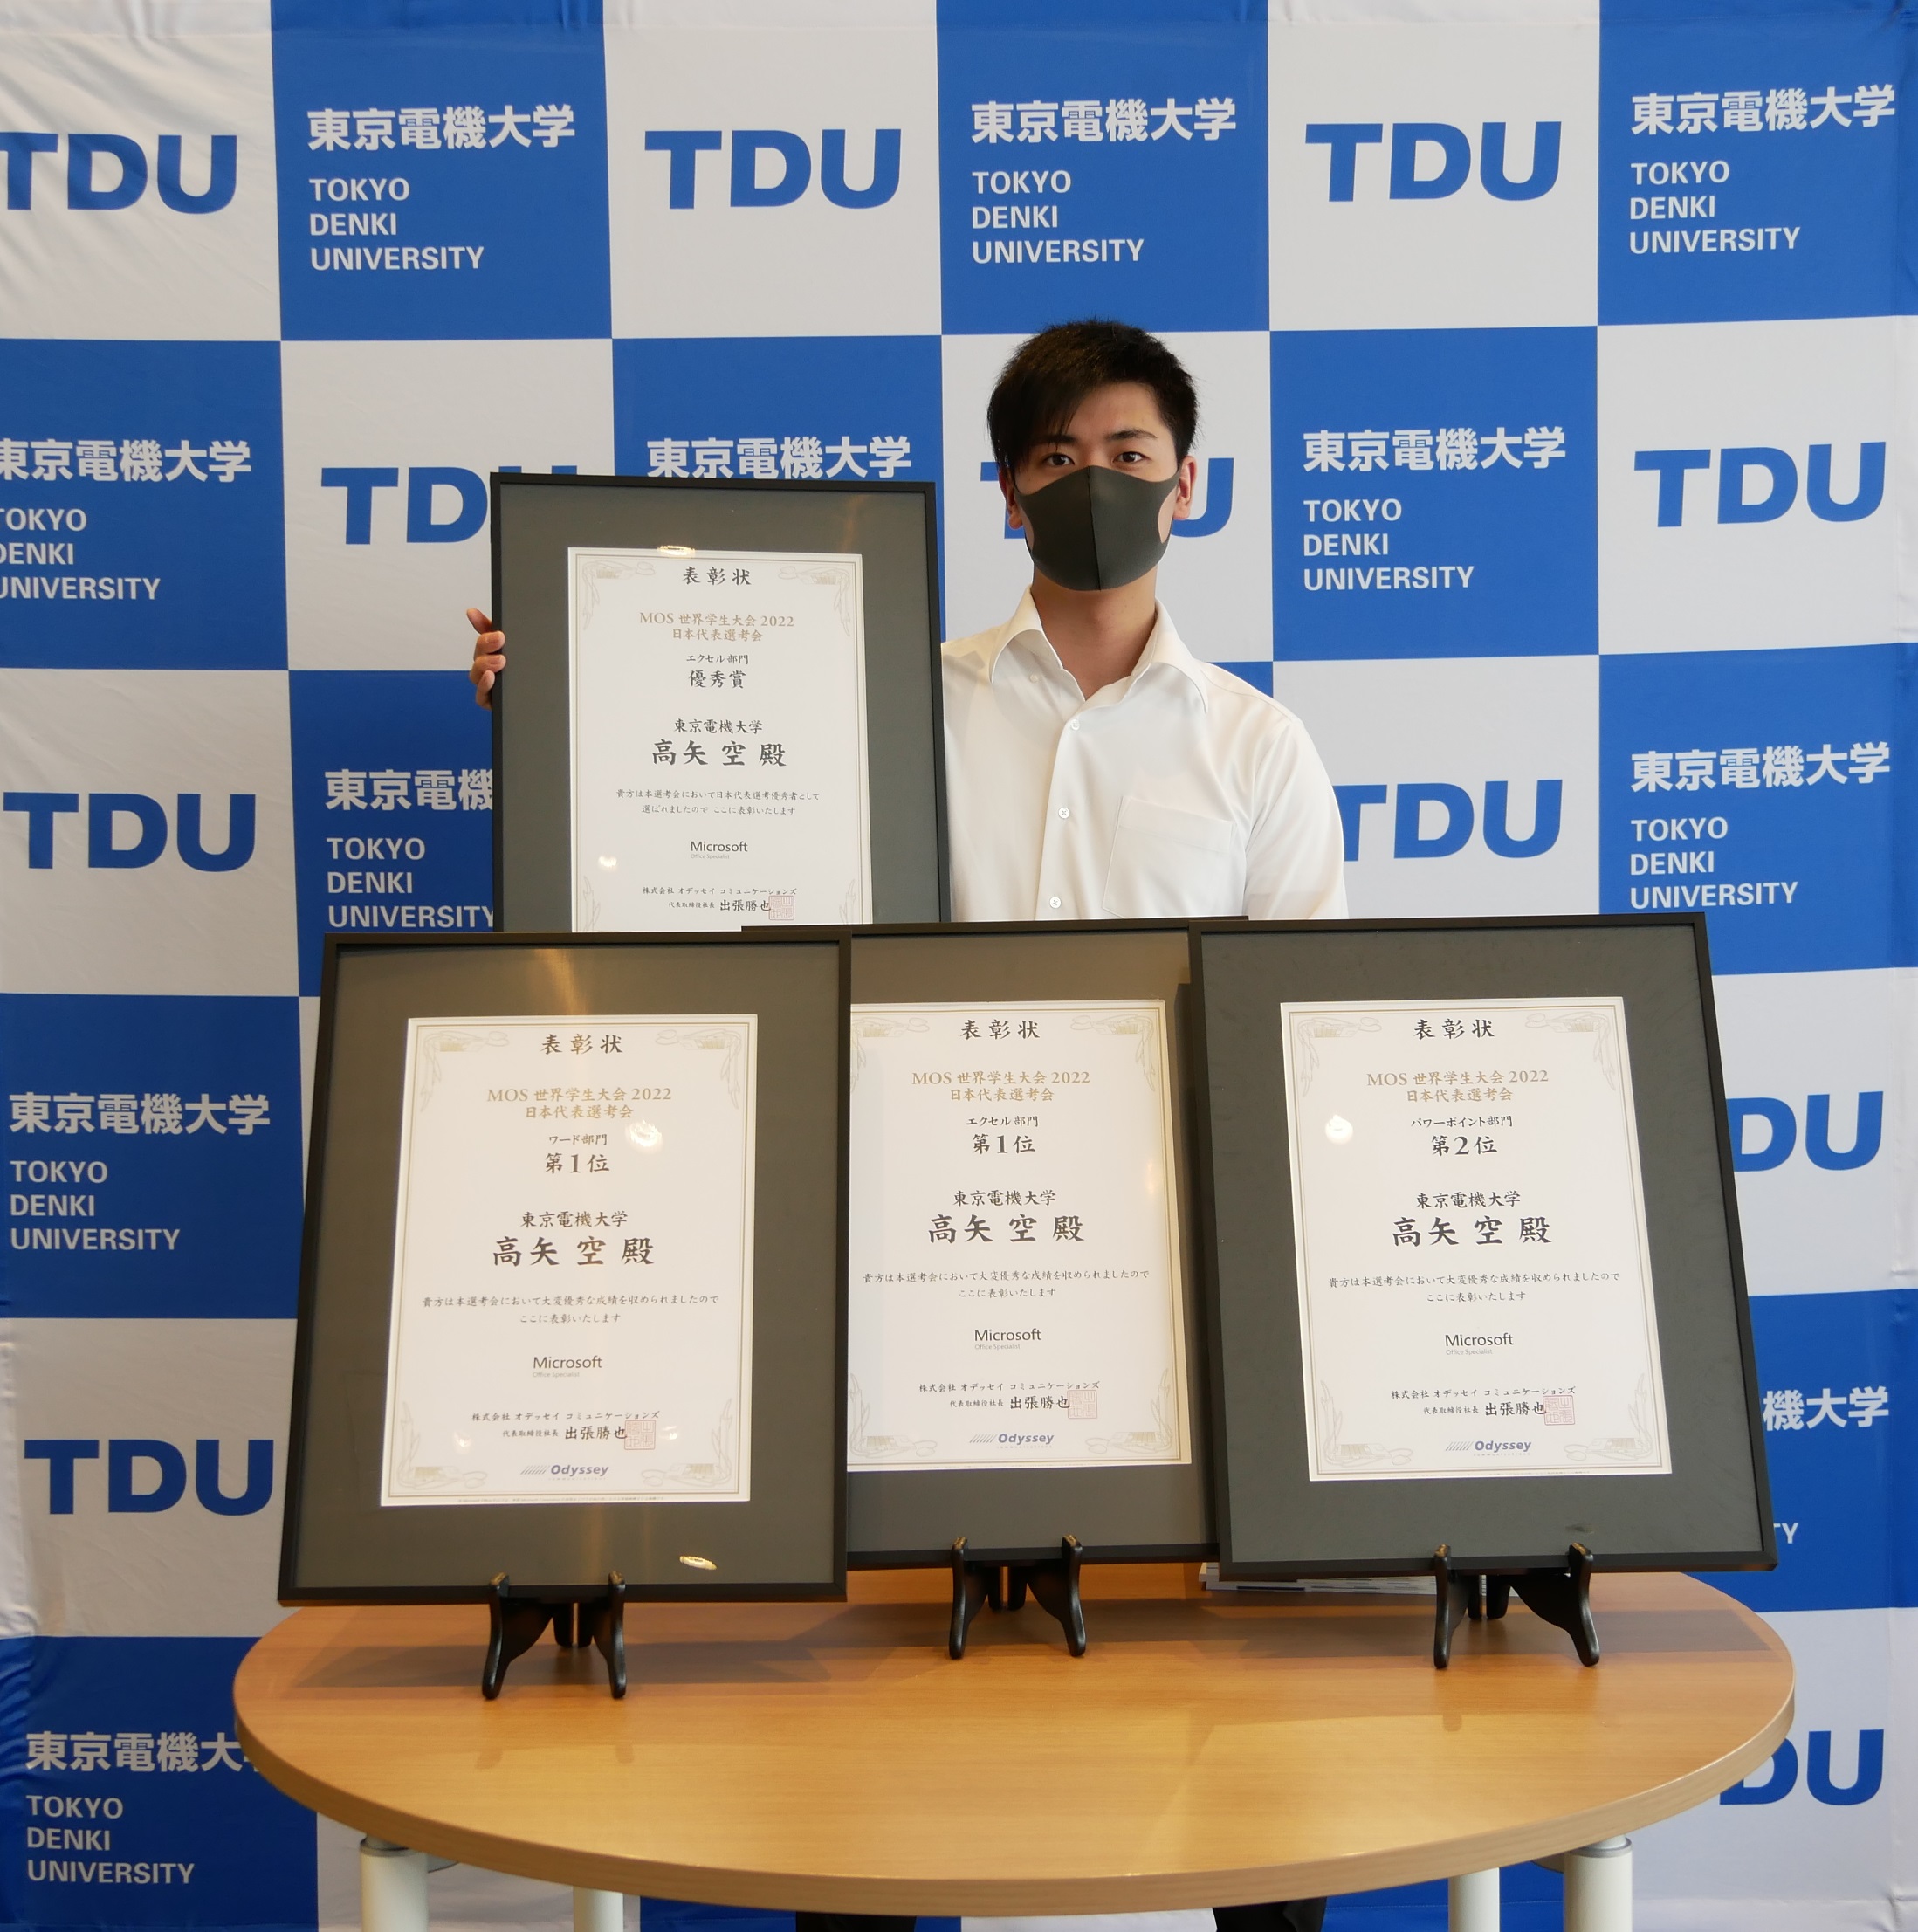 TDU
東京電機大学
TOKYO
DENKI
UNIVERSITY
TDU
東京電機大学
TOKYO
DENKI
UNIVERSITY
TDU
東京電機大学
TOKYO
DENKI
UNIVERSITY
東京電機大学
TOKYO
DENKI
UNIVERSITY
TDU
東京電機大学
東京電機大学
TOKYO
DENKI
UNIVERSITY
TDU
TDU
東京電機
TOKYO
DENKI
UNIVERSITY
TDU
東京電機大学
TOKYO
DENKI
UNIVERSITY
表彰状
MOS 世界学生大会 2022
日本代表選考会
エクセル部門
優秀賞
東京電機大学
高矢 空 殿
貴方は本選考会において日本代表選考優秀者として
選ばれましたので ここに表彰いたします
Microsoft
Office Specialist
株式会社 オデッセイ コミュニケーションズ
代表取締役社長 出張勝也
東京電機大学
TOKYO
DENKI
UNIVERSITY
表彰状
MOS 世界学生大会 2022
日本代表選考会
ワード部門
第1位
東京電機大学
高矢 空 殿
貴方は本選考会において大変優秀な成績を収められましたので
ここに表彰いたします
Microsoft
Office Specialist
株式会社 オデッセイ コミュニケーションズ
代表取締役社長 出張勝也
Odyssey
表彰状
MOS 世界学生大会 2022
日本代表選考会
エクセル部門
第1位
東京電機大学
高矢 空 殿
貴方は本選考会において大変優秀な成績を収められましたので
ここに表彰いたします
Microsoft
Office Specialist
株式会社 オデッセイ コミュニケーションズ
代表取締役社長 出張勝也
Odyssey
表彰状
MOS 世界学生大会 2022
日本代表選考会
パワーポイント部門
第2位
東京電機大学
高矢 空 殿
貴方は本選考会において大変優秀な成績を収められましたので
ここに表彰いたします
Microsoft
Office Specialist
株式会社 オデッセイ コミュニケーションズ
代表取締役社長 出張勝也
Odyssey
DU
機大学
TY
TDU
東京電機大学
TOKYO
DENKI
UNIVERSITY
DU